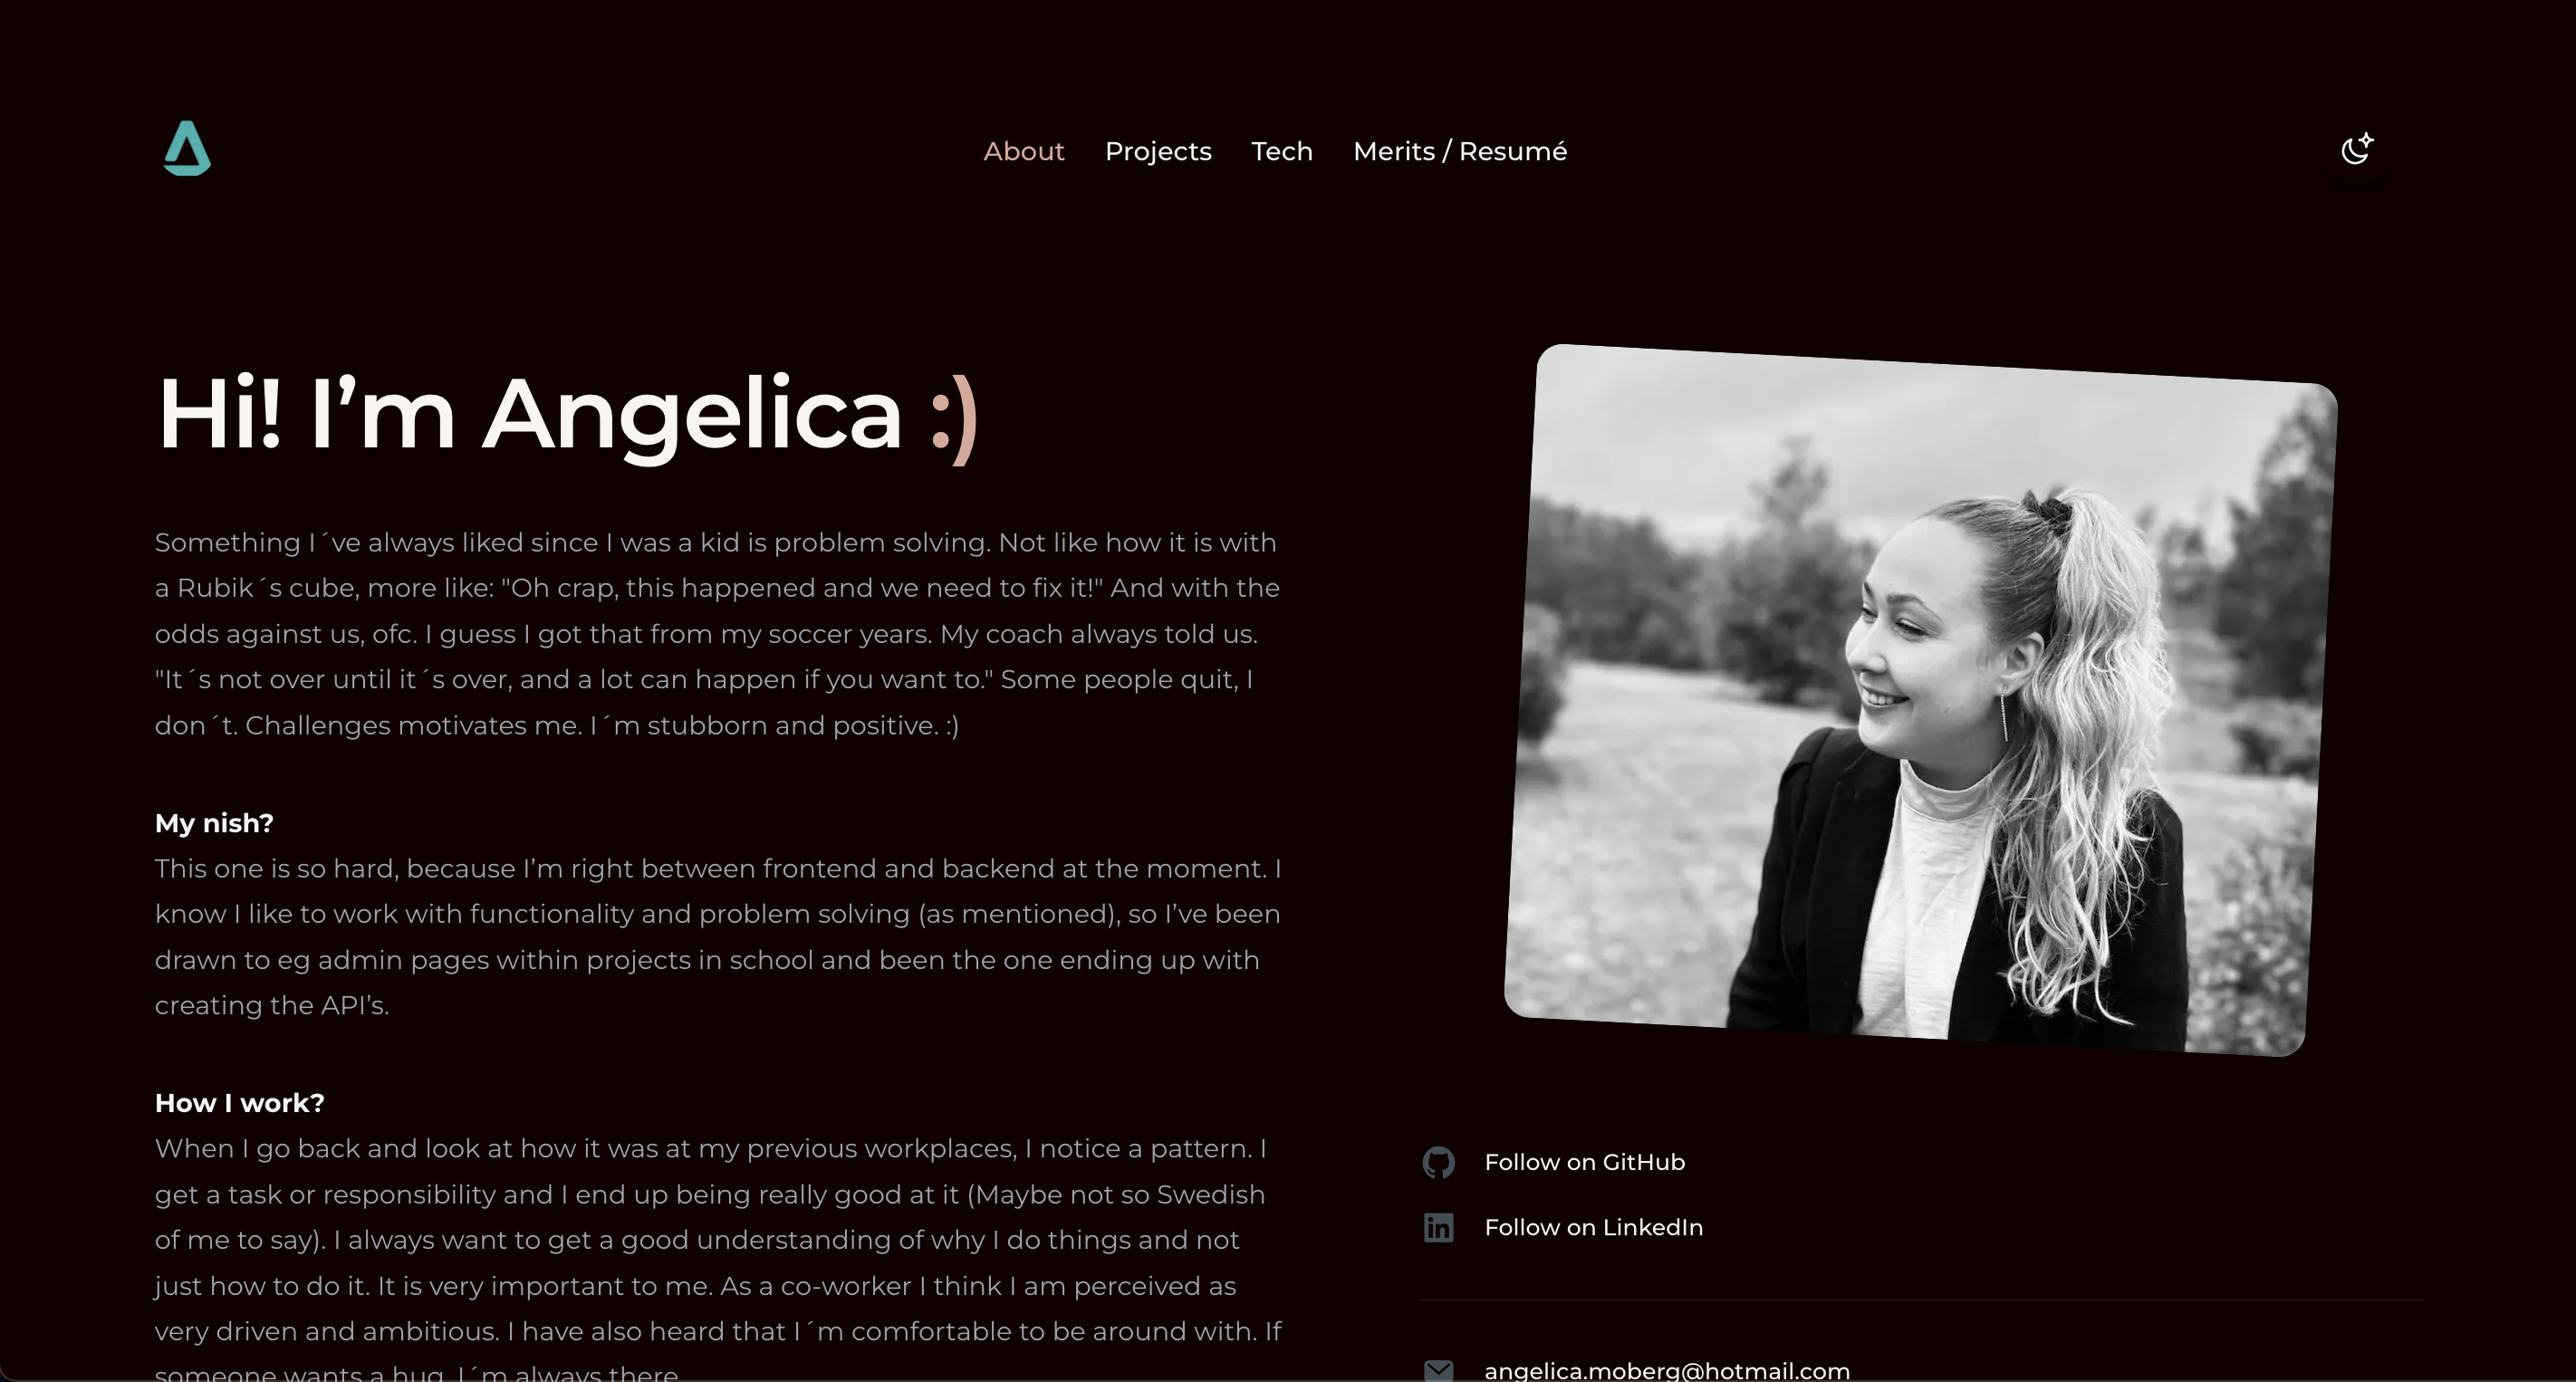 About Projects Tech Merits / Resumé
Hi! I’m Angelica :)
Something I´ve always liked since I was a kid is problem solving. Not like how it is with
a Rubik´s cube, more like: "Oh crap, this happened and we need to fix it!" And with the
odds against us, ofc. I guess I got that from my soccer years. My coach always told us.
"It´s not over until it´s over, and a lot can happen if you want to." Some people quit, I
don´t. Challenges motivates me. I´m stubborn and positive. :)
My nish?
This one is so hard, because I’m right between frontend and backend at the moment. I
know I like to work with functionality and problem solving (as mentioned), so I’ve been
drawn to eg admin pages within projects in school and been the one ending up with
creating the API’s.
How I work?
When I go back and look at how it was at my previous workplaces, I notice a pattern. I
get a task or responsibility and I end up being really good at it (Maybe not so Swedish
of me to say). I always want to get a good understanding of why I do things and not
just how to do it. It is very important to me. As a co-worker I think I am perceived as
very driven and ambitious. I have also heard that I´m comfortable to be around with. If
someone wants a hug, I´m always there
Follow on GitHub
Follow on LinkedIn
angelica.moberg@hotmail.com